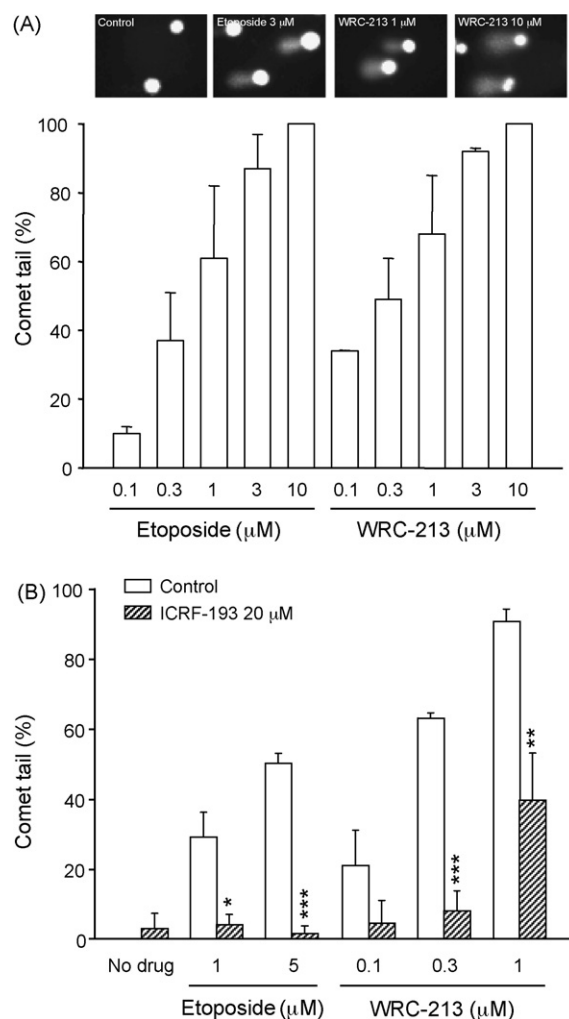 (A)
Control
Etoposide 3 μM
WRC-213 1 μM
WRC-213 10 μM
100
80
60
40
20
0
Comet tail (%)
0.1 0.3 1 3 10 0.1 0.3 1 3 10
Etoposide (μM) WRC-213 (μM)
(B)
100
80
60
40
20
0
Comet tail (%)
Control
ICRF-193 20 μM
*
***
***
**
No drug 1 5 0.1 0.3 1
Etoposide (μM) WRC-213 (μM)